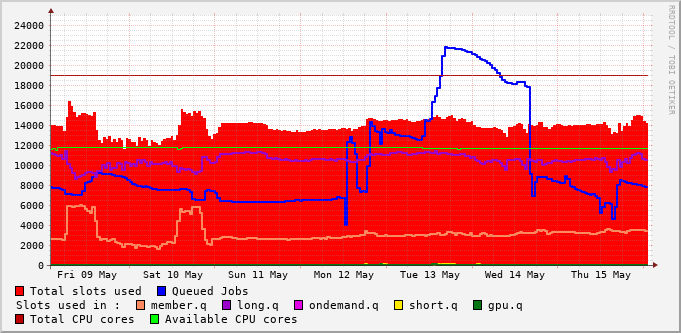 24000
22000
20000
18000
16000
14000
12000
10000
8000
6000
4000
2000
0
Fri 09 May Sat 10 May Sun 11 May Mon 12 May Tue 13 May Wed 14 May Thu 15 May
Total slots used Queued Jobs
Slots used in : member.q long.q ondemand.q short.q gpu.q
Total CPU cores Available CPU cores
RRDTOOL / TOBI OETIKER